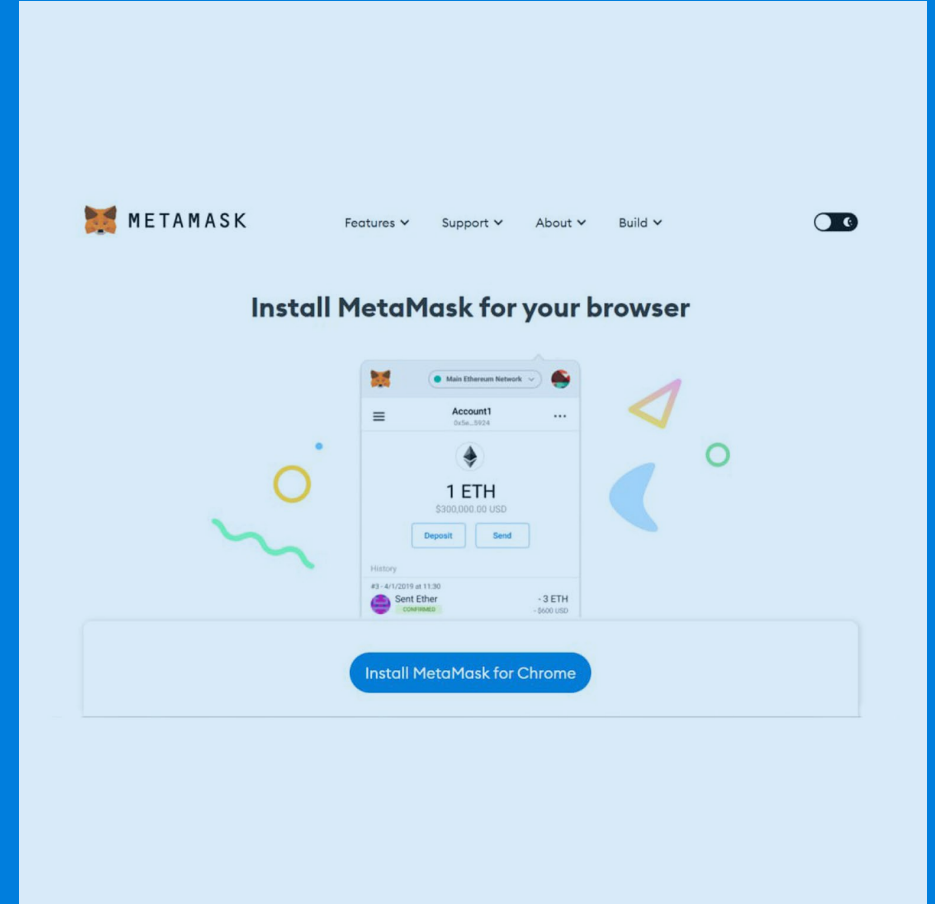 METAMASK
Features Support About Build
Install MetaMask for your browser
Main Ethereum Network
Account1
0x5e...5924
1 ETH
$300,000.00 USD
Deposit Send
History
#3 - 4/1/2019 at 11:30
Sent Ether - 3 ETH
CONFIRMED - $600 USD
Install MetaMask for Chrome